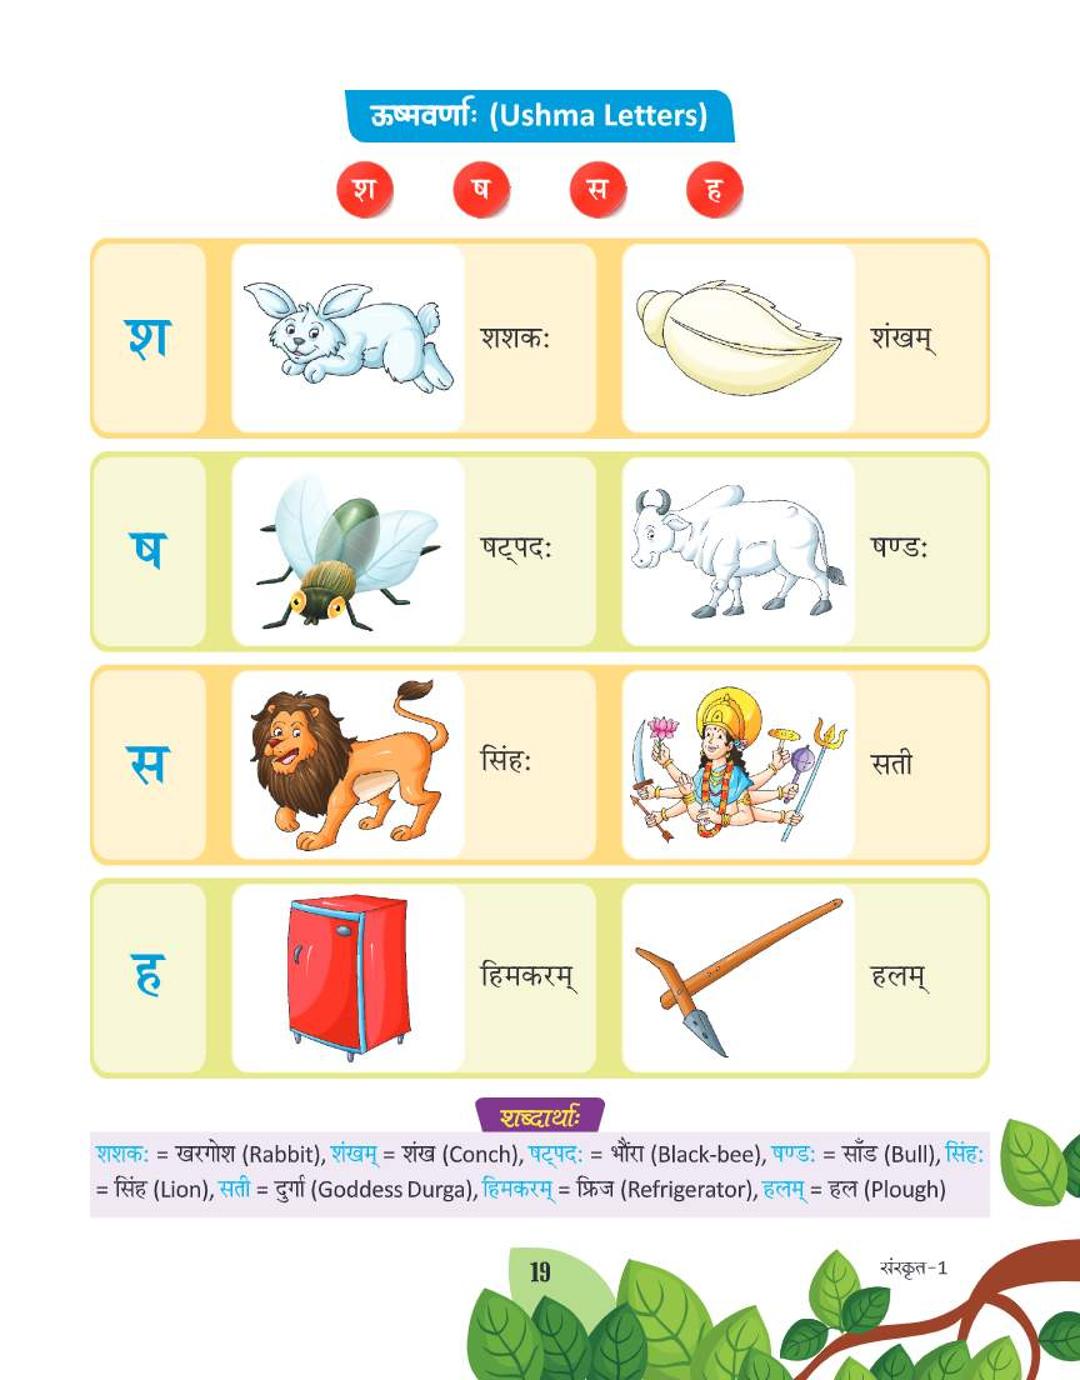 ऊष्मवर्णाः (Ushma Letters)
श ष स ह
श शशकः शंखम्
ष षट्पदः षण्डः
स सिंहः सती
ह हिमकरम् हलम्
शब्दार्थाः
शशकः = खरगोश (Rabbit), शंखम् = शंख (Conch), षट्पदः = भौंरा (Black-bee), षण्डः = साँड (Bull), सिंहः
= सिंह (Lion), सती = दुर्गा (Goddess Durga), हिमकरम् = फ्रिज (Refrigerator), हलम् = हल (Plough)
19 संस्कृत-1